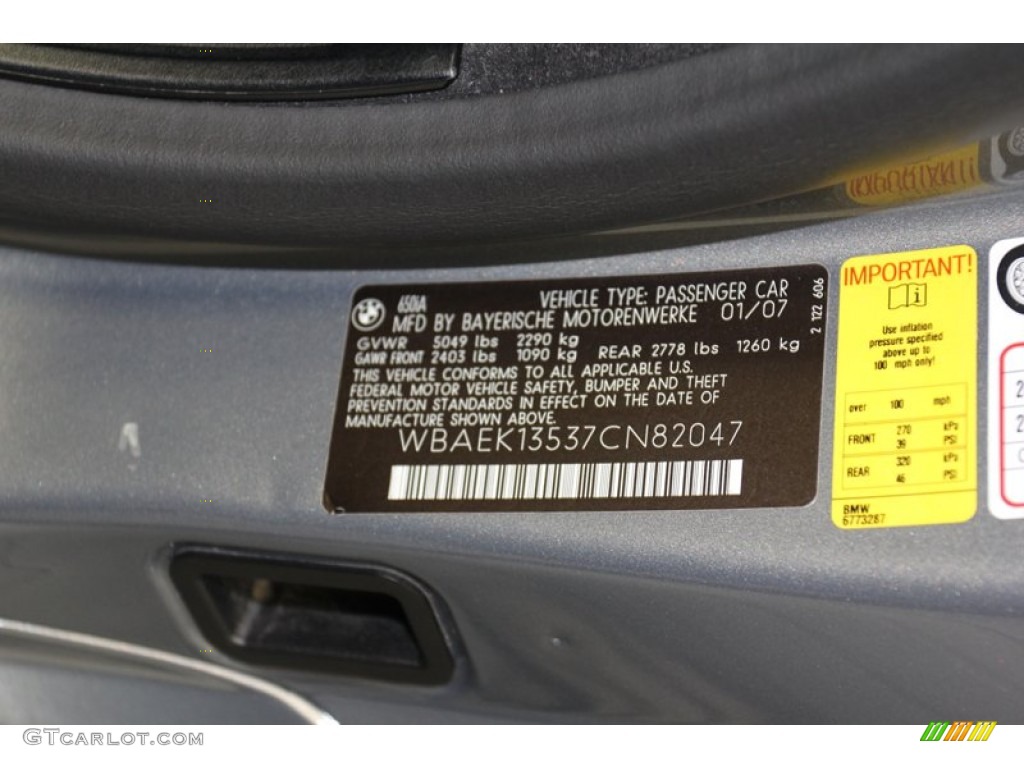 650iA VEHICLE TYPE: PASSENGER CAR
MFD BY BAYERISCHE MOTORENWERKE 01/07
GVWR 5049 lbs 2290 kg
GAWR FRONT 2403 lbs 1090 kg REAR 2778 lbs 1260 kg
THIS VEHICLE CONFORMS TO ALL APPLICABLE U.S.
FEDERAL MOTOR VEHICLE SAFETY, BUMPER AND THEFT
PREVENTION STANDARDS IN EFFECT ON THE DATE OF
MANUFACTURE SHOWN ABOVE.
WBAEK13537CN82047
2 122 606
IMPORTANT!
i
Use inflation
pressure specified
above up to
100 mph only!
over 100 mph
FRONT 270 kPa
39 PSI
REAR 320 kPa
46 PSI
BMW
6773287
2
2
GTCARLOT.COM